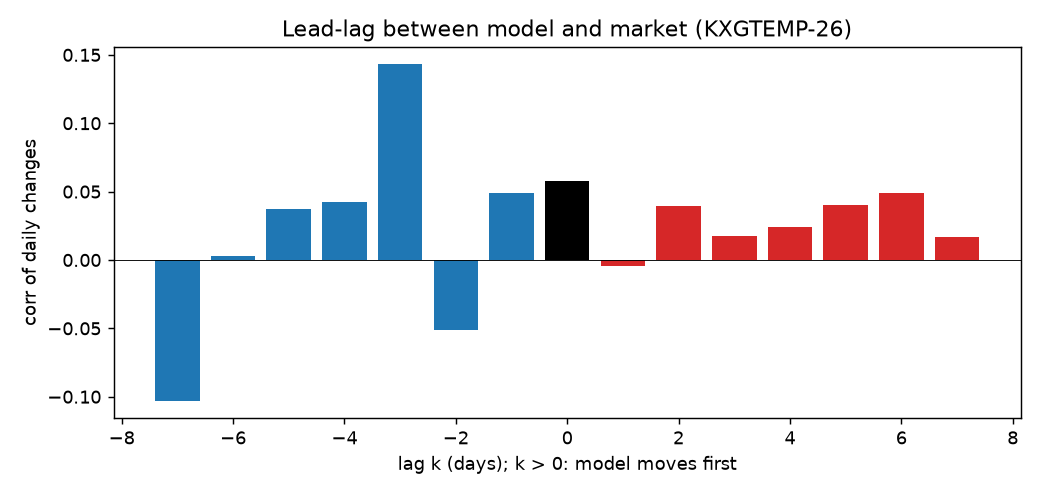 Lead-lag between model and market (KXGTEMP-26)
corr of daily changes
0.15
0.10
0.05
0.00
−0.05
−0.10
−8 −6 −4 −2 0 2 4 6 8
lag k (days); k > 0: model moves first